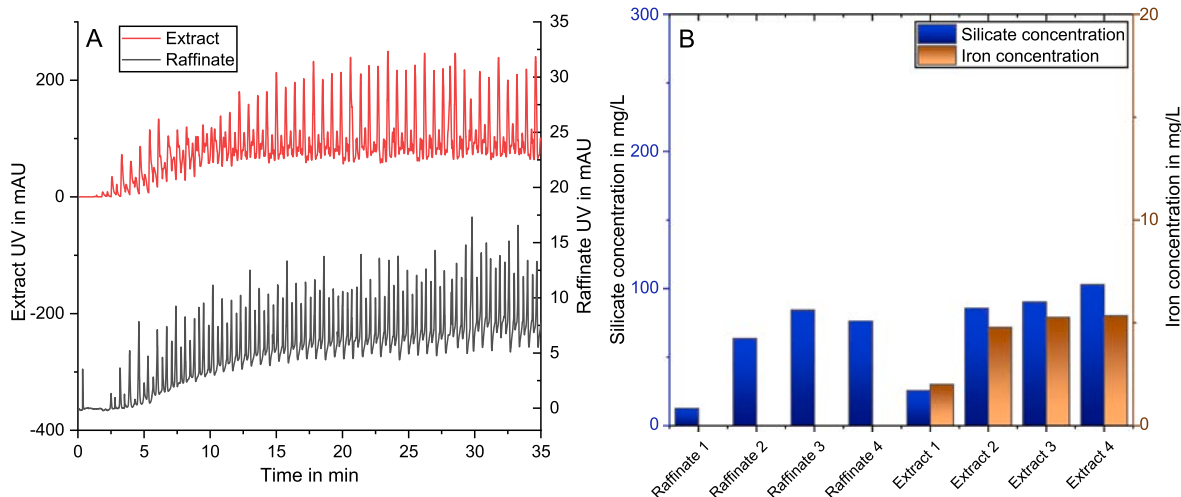 A
Extract
Raffinate
Extract UV in mAU
200
0
-200
-400
35
30
25
20
15
10
5
0
Raffinate UV in mAU
0 5 10 15 20 25 30 35
Time in min
B
Silicate concentration
Iron concentration
Silicate concentration in mg/L
300
200
100
0
20
10
0
Iron concentration in mg/L
Raffinate 1
Raffinate 2
Raffinate 3
Raffinate 4
Extract 1
Extract 2
Extract 3
Extract 4